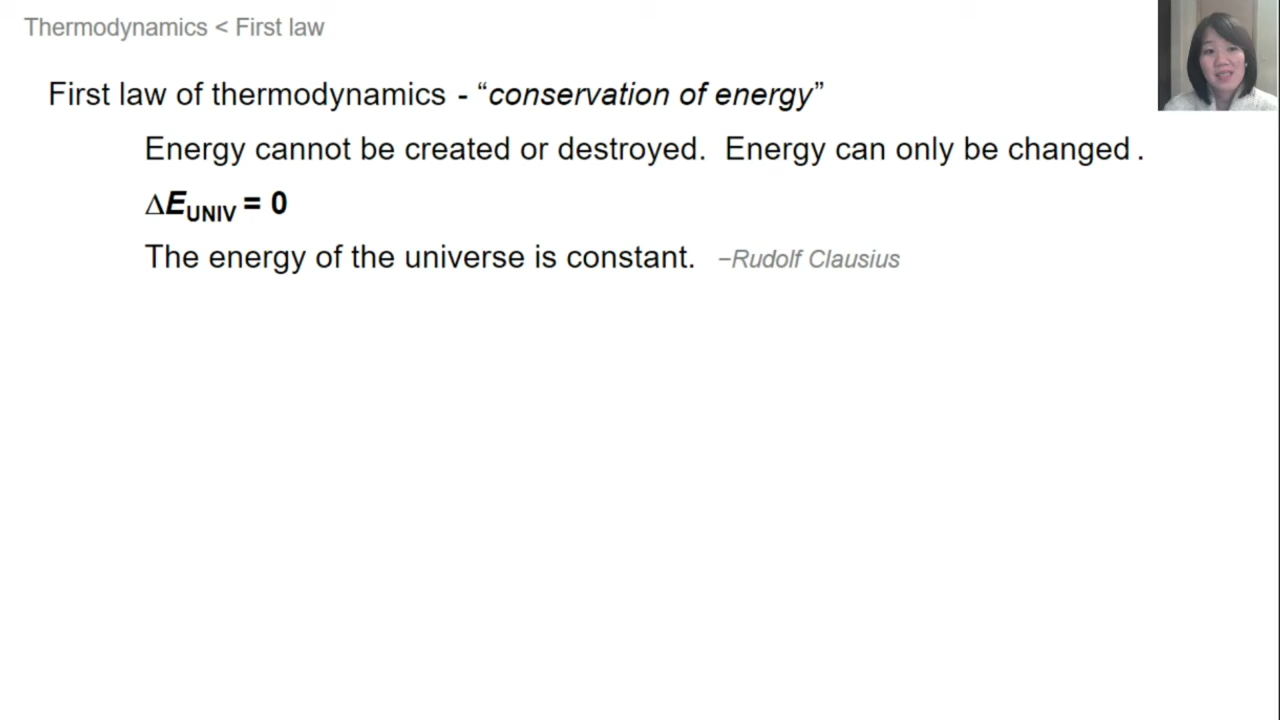 Thermodynamics < First law
First law of thermodynamics - “conservation of energy”
Energy cannot be created or destroyed. Energy can only be changed .
ΔE_UNIV = 0
The energy of the universe is constant. –Rudolf Clausius